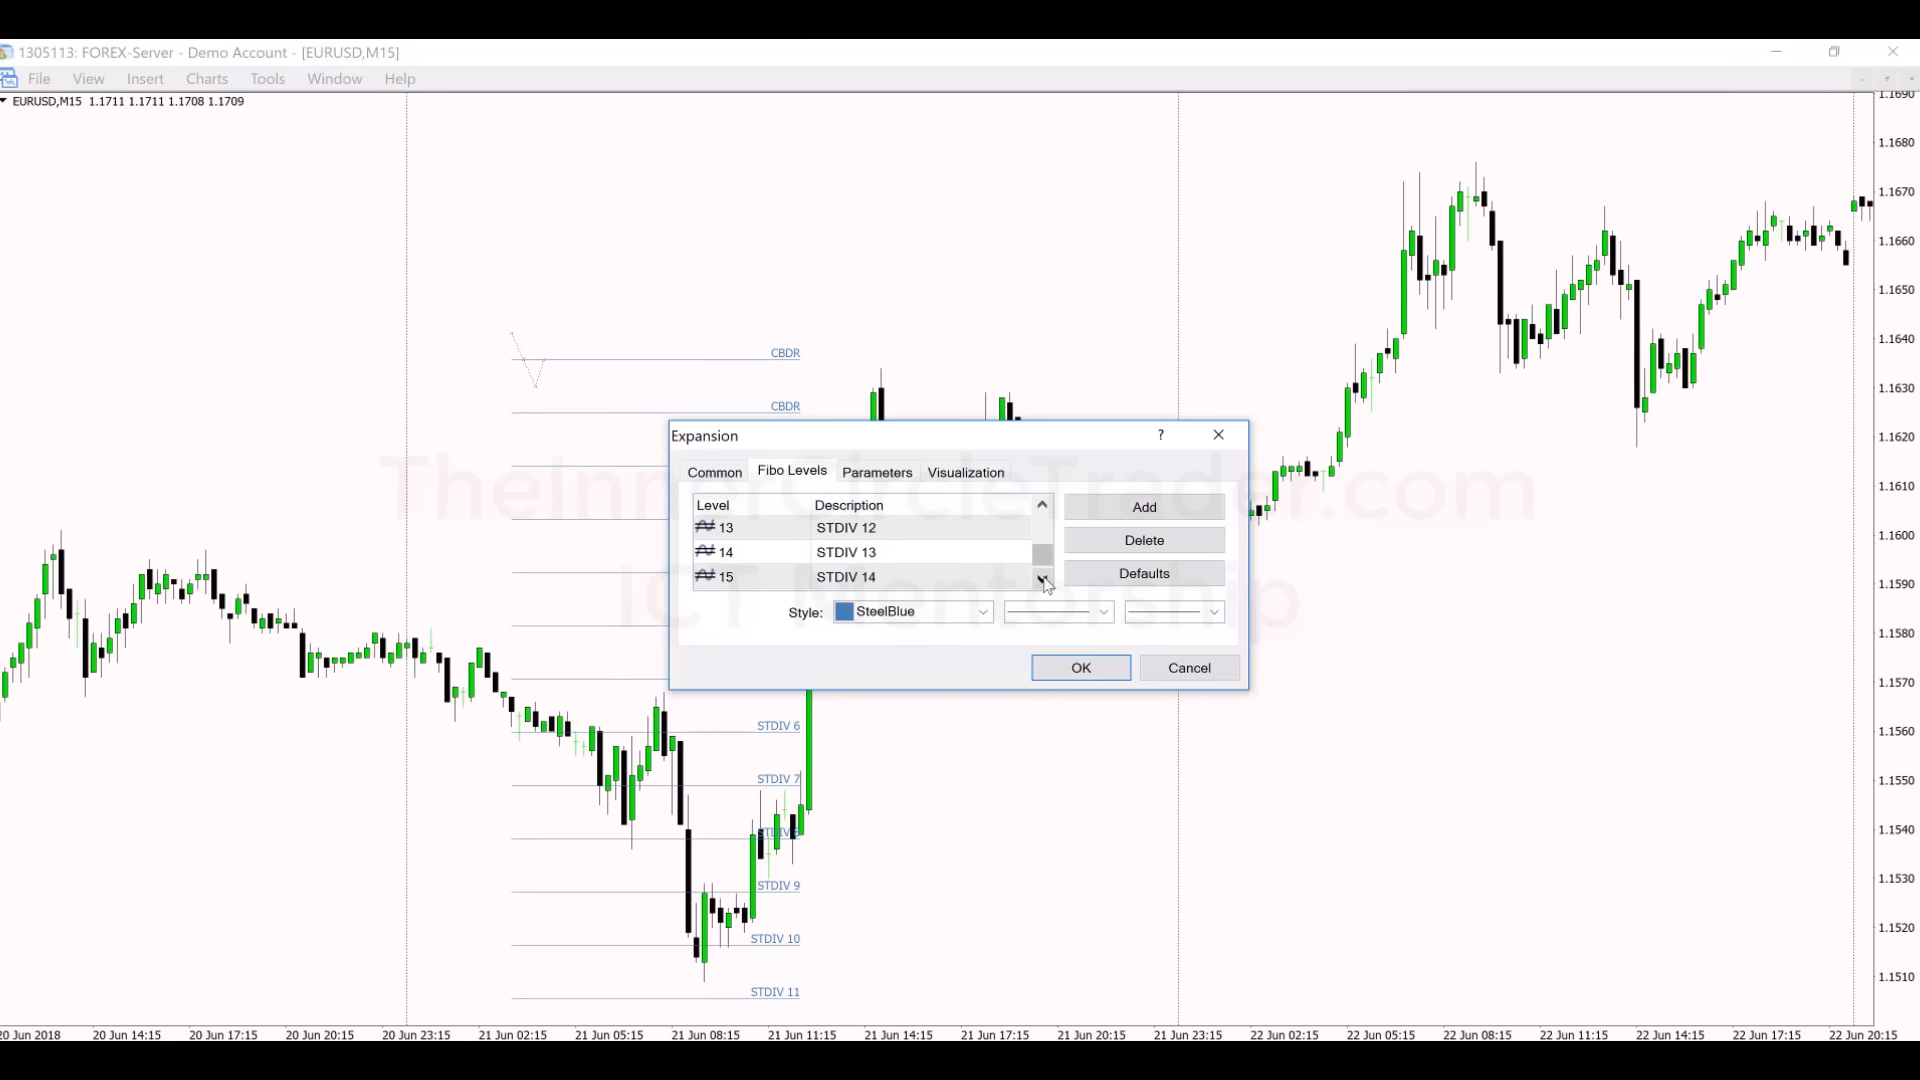 1305113: FOREX-Server - Demo Account - [EURUSD,M15]
File View Insert Charts Tools Window Help
EURUSD,M15 1.1711 1.1711 1.1708 1.1709
1.1690
1.1680
1.1670
1.1660
1.1650
1.1640
1.1630
1.1620
1.1610
1.1600
1.1590
1.1580
1.1570
1.1560
1.1550
1.1540
1.1530
1.1520
1.1510
CBDR
CBDR
Expansion ?
Common Fibo Levels Parameters Visualization
Level Description
13 STDIV 12
14 STDIV 13
15 STDIV 14
Add
Delete
Defaults
Style: SteelBlue
OK Cancel
TheInnerCircleTrader.com
ICT Mentorship
STDIV 6
STDIV 7
STDIV 8
STDIV 9
STDIV 10
STDIV 11
20 Jun 2018 20 Jun 14:15 20 Jun 17:15 20 Jun 20:15 20 Jun 23:15 21 Jun 02:15 21 Jun 05:15 21 Jun 08:15 21 Jun 11:15 21 Jun 14:15 21 Jun 17:15 21 Jun 20:15 21 Jun 23:15 22 Jun 02:15 22 Jun 05:15 22 Jun 08:15 22 Jun 11:15 22 Jun 14:15 22 Jun 17:15 22 Jun 20:15